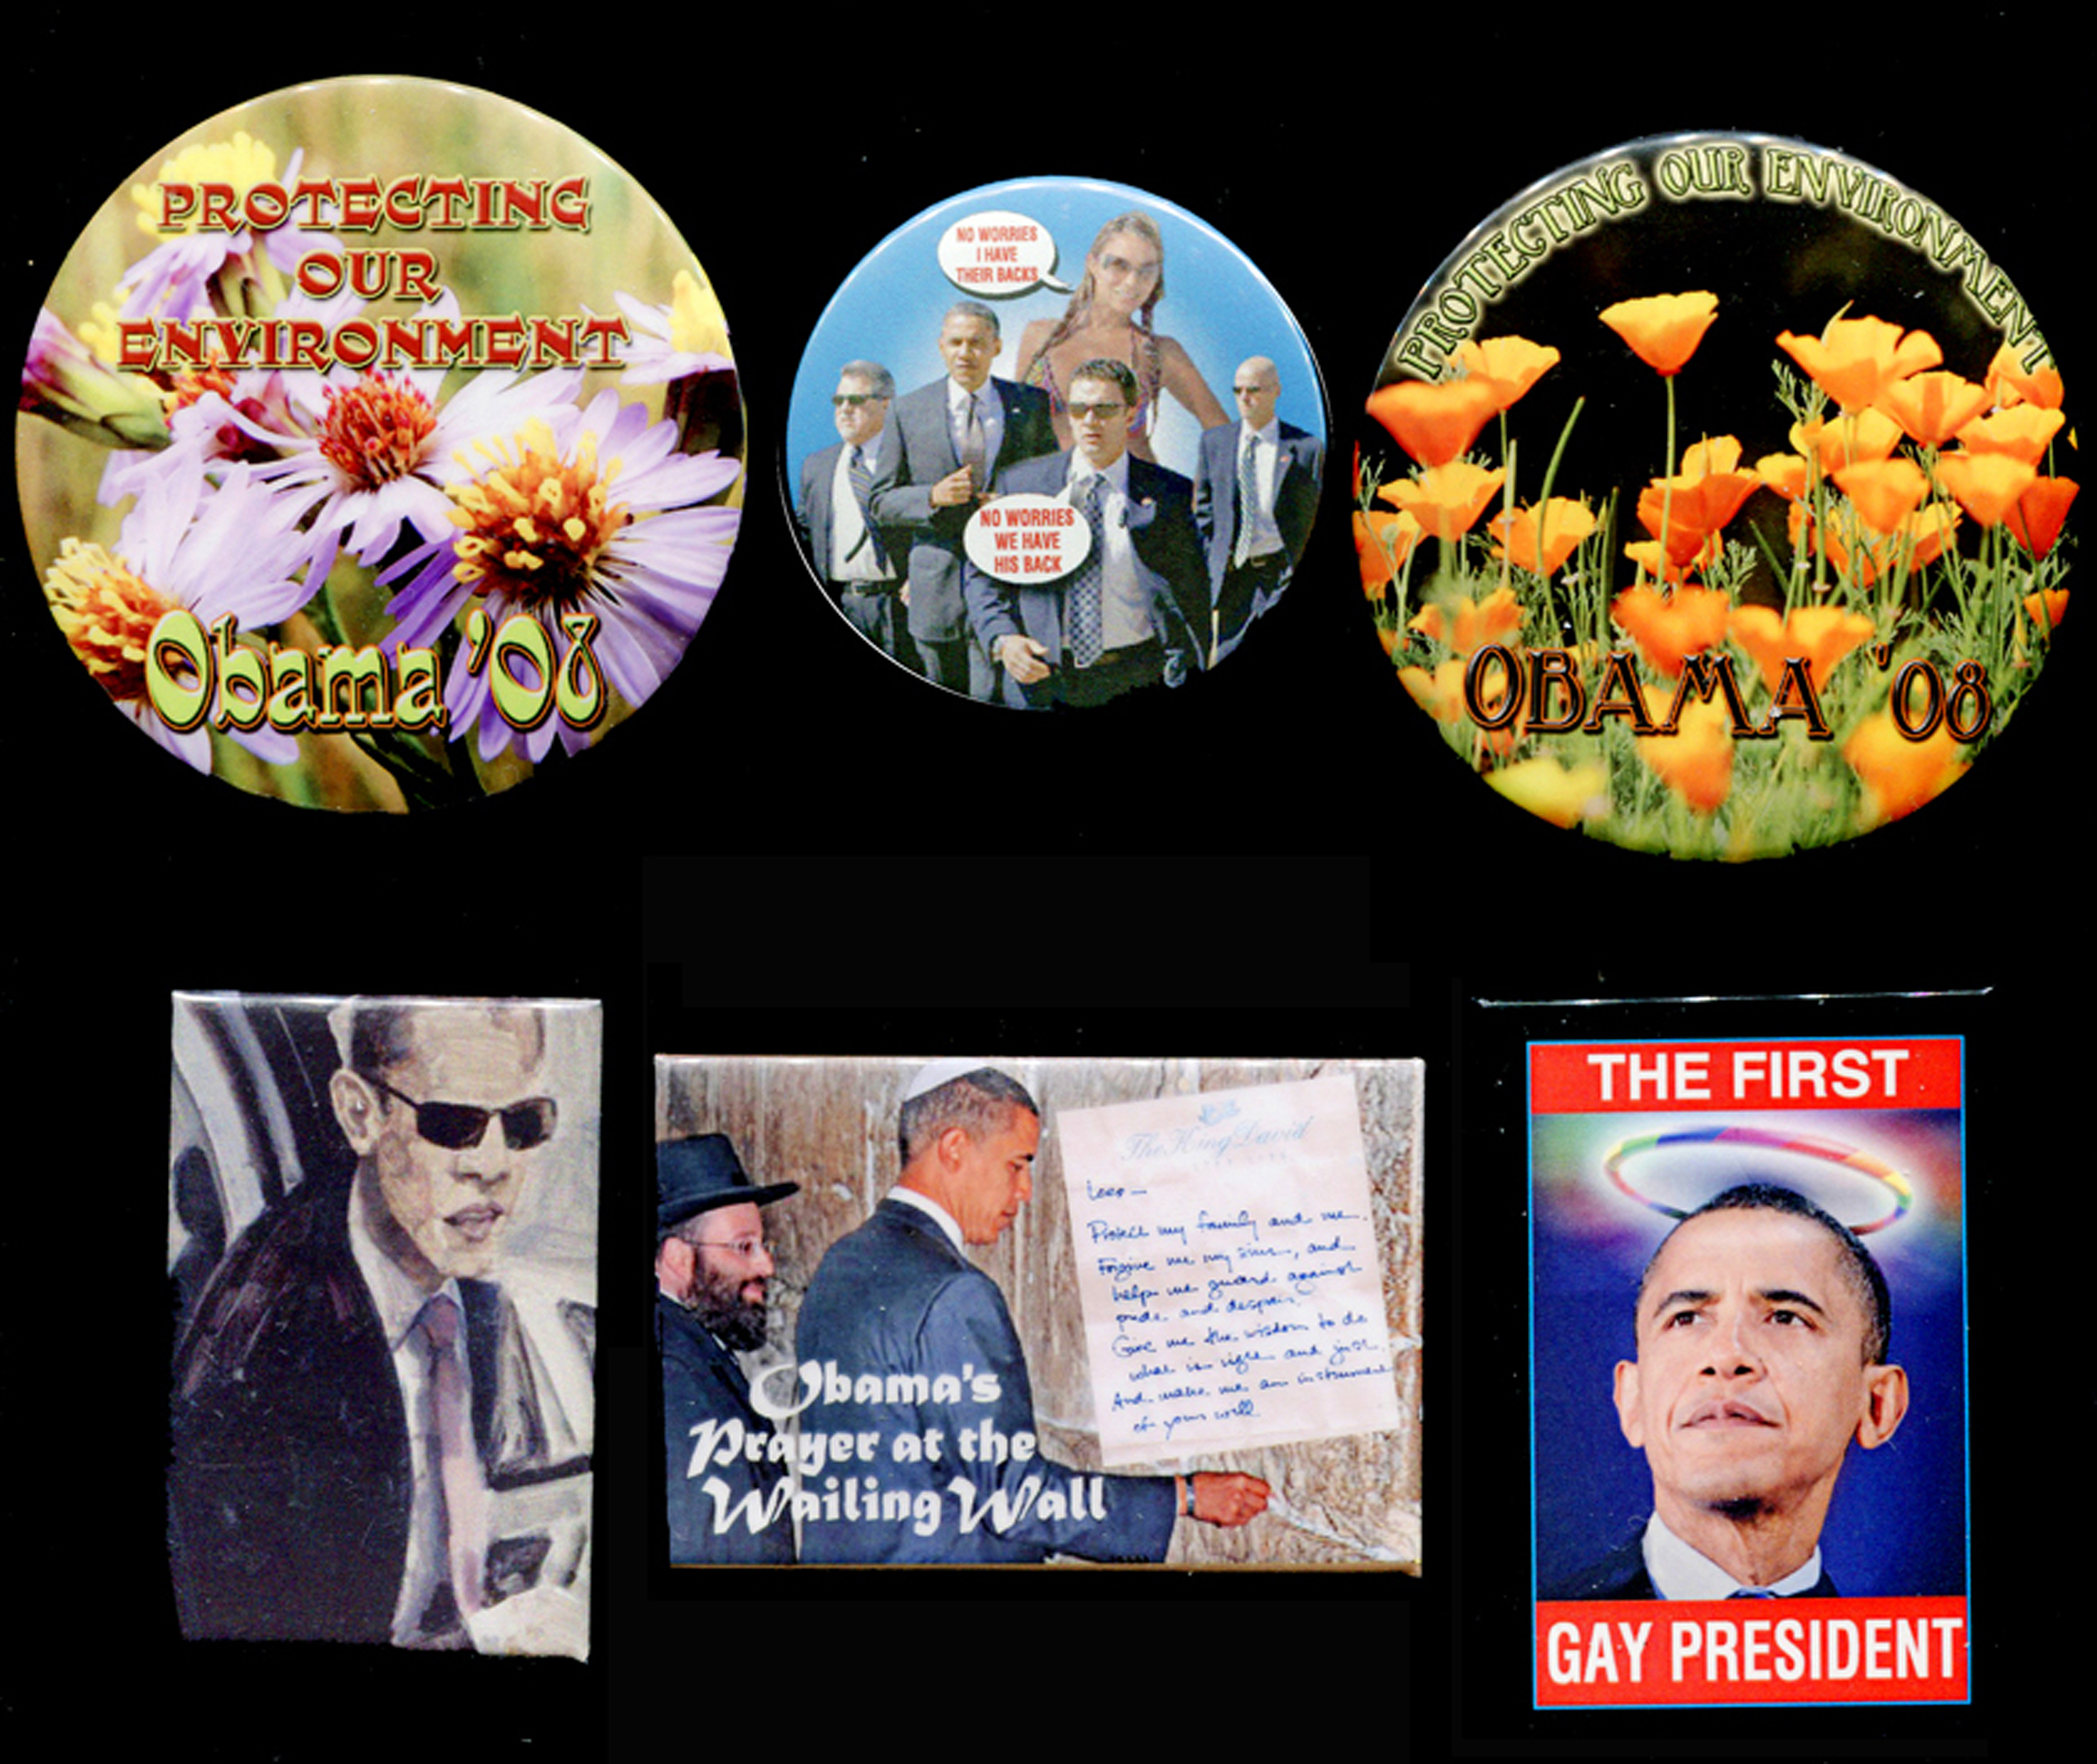 PROTECTING
OUR
ENVIRONMENT
Obama '08
NO WORRIES
I HAVE
THEIR BACKS
NO WORRIES
WE HAVE
HIS BACK
PROTECTING OUR ENVIRONMENT
OBAMA '08
Obama's
Prayer at the
Wailing Wall
The King David
Lord —
Protect my family and me.
Forgive me my sins, and
help me guard against
pride and despair.
Give me the wisdom to do
what is right and just.
And make me an instrument
of your will.
THE FIRST
GAY PRESIDENT